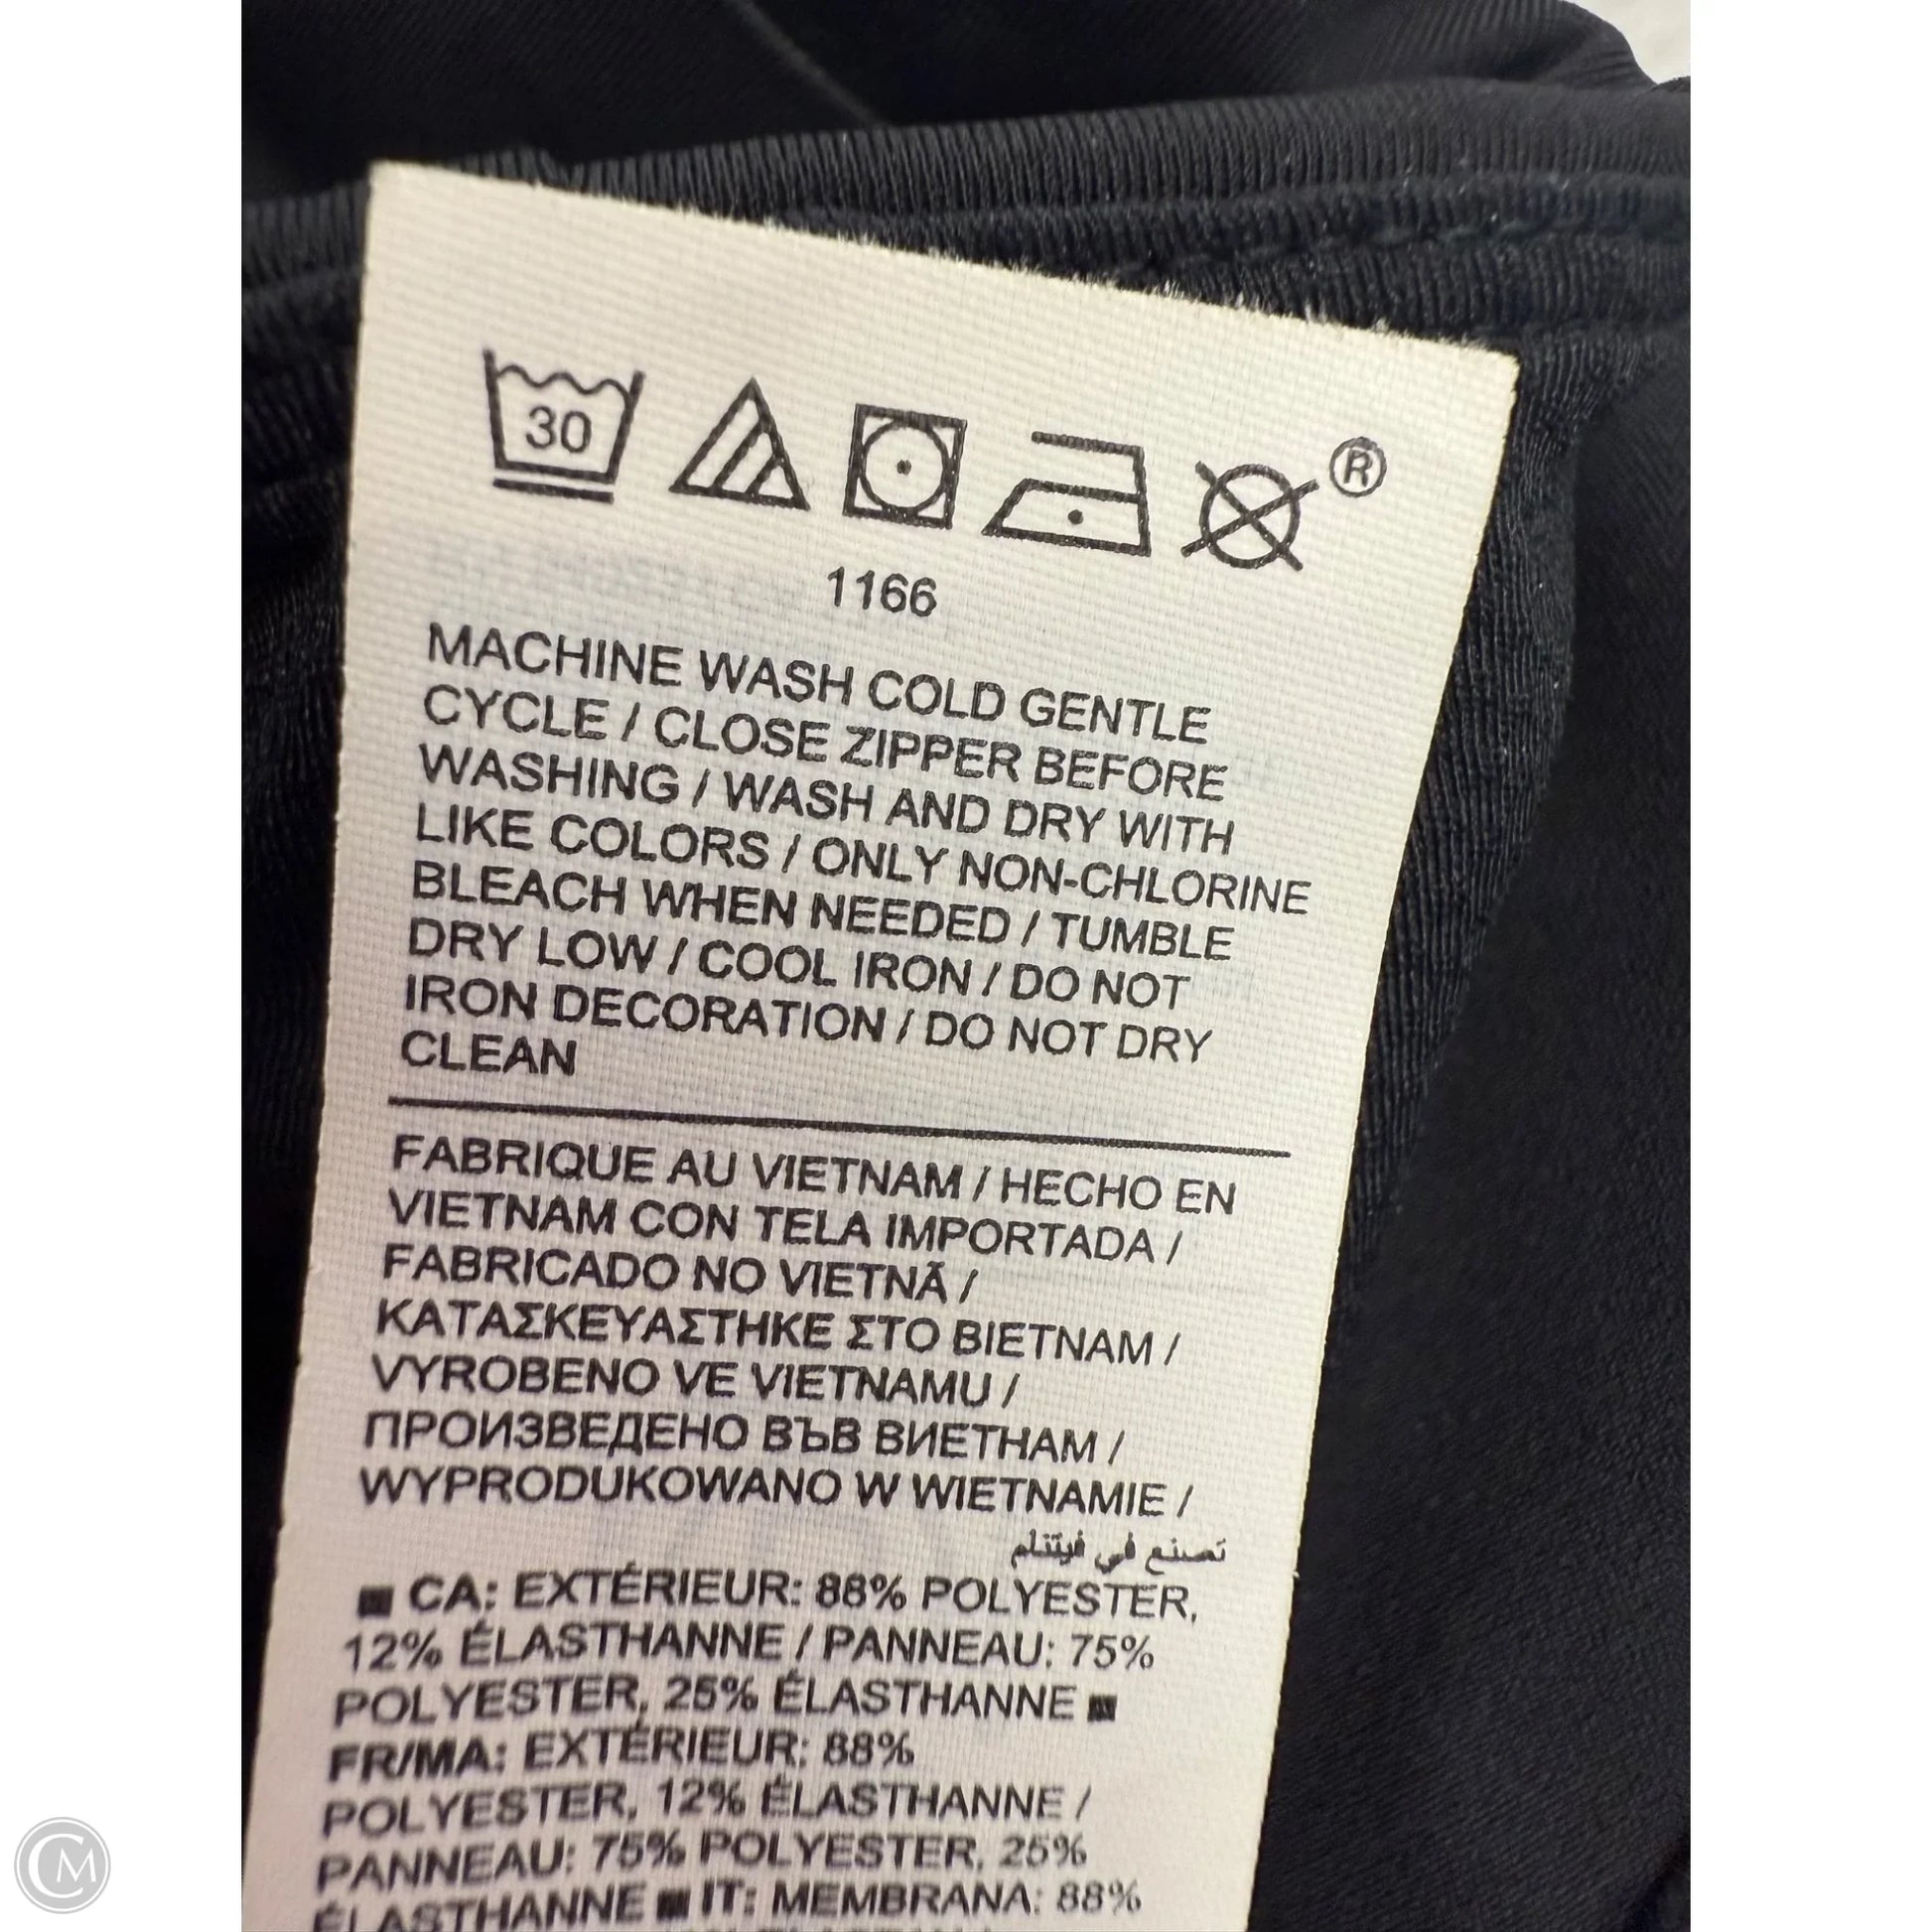 30
®
1166
MACHINE WASH COLD GENTLE
CYCLE / CLOSE ZIPPER BEFORE
WASHING / WASH AND DRY WITH
LIKE COLORS / ONLY NON-CHLORINE
BLEACH WHEN NEEDED / TUMBLE
DRY LOW / COOL IRON / DO NOT
IRON DECORATION / DO NOT DRY
CLEAN
FABRIQUE AU VIETNAM / HECHO EN
VIETNAM CON TELA IMPORTADA /
FABRICADO NO VIETNÃ /
ΚΑΤΑΣΚΕΥΑΣΤΗΚΕ ΣΤΟ ΒΙΕΤΝΑΜ /
VYROBENO VE VIETNAMU /
ПРОИЗВЕДЕНО ВЪВ ВИЕТНАМ /
WYPRODUKOWANO W WIETNAMIE /
تصنع في فيتنام
■ CA: EXTÉRIEUR: 88% POLYESTER,
12% ÉLASTHANNE / PANNEAU: 75%
POLYESTER, 25% ÉLASTHANNE ■
FR/MA: EXTÉRIEUR: 88%
POLYESTER, 12% ÉLASTHANNE /
PANNEAU: 75% POLYESTER, 25%
ÉLASTHANNE ■ IT: MEMBRANA: 88%
CM